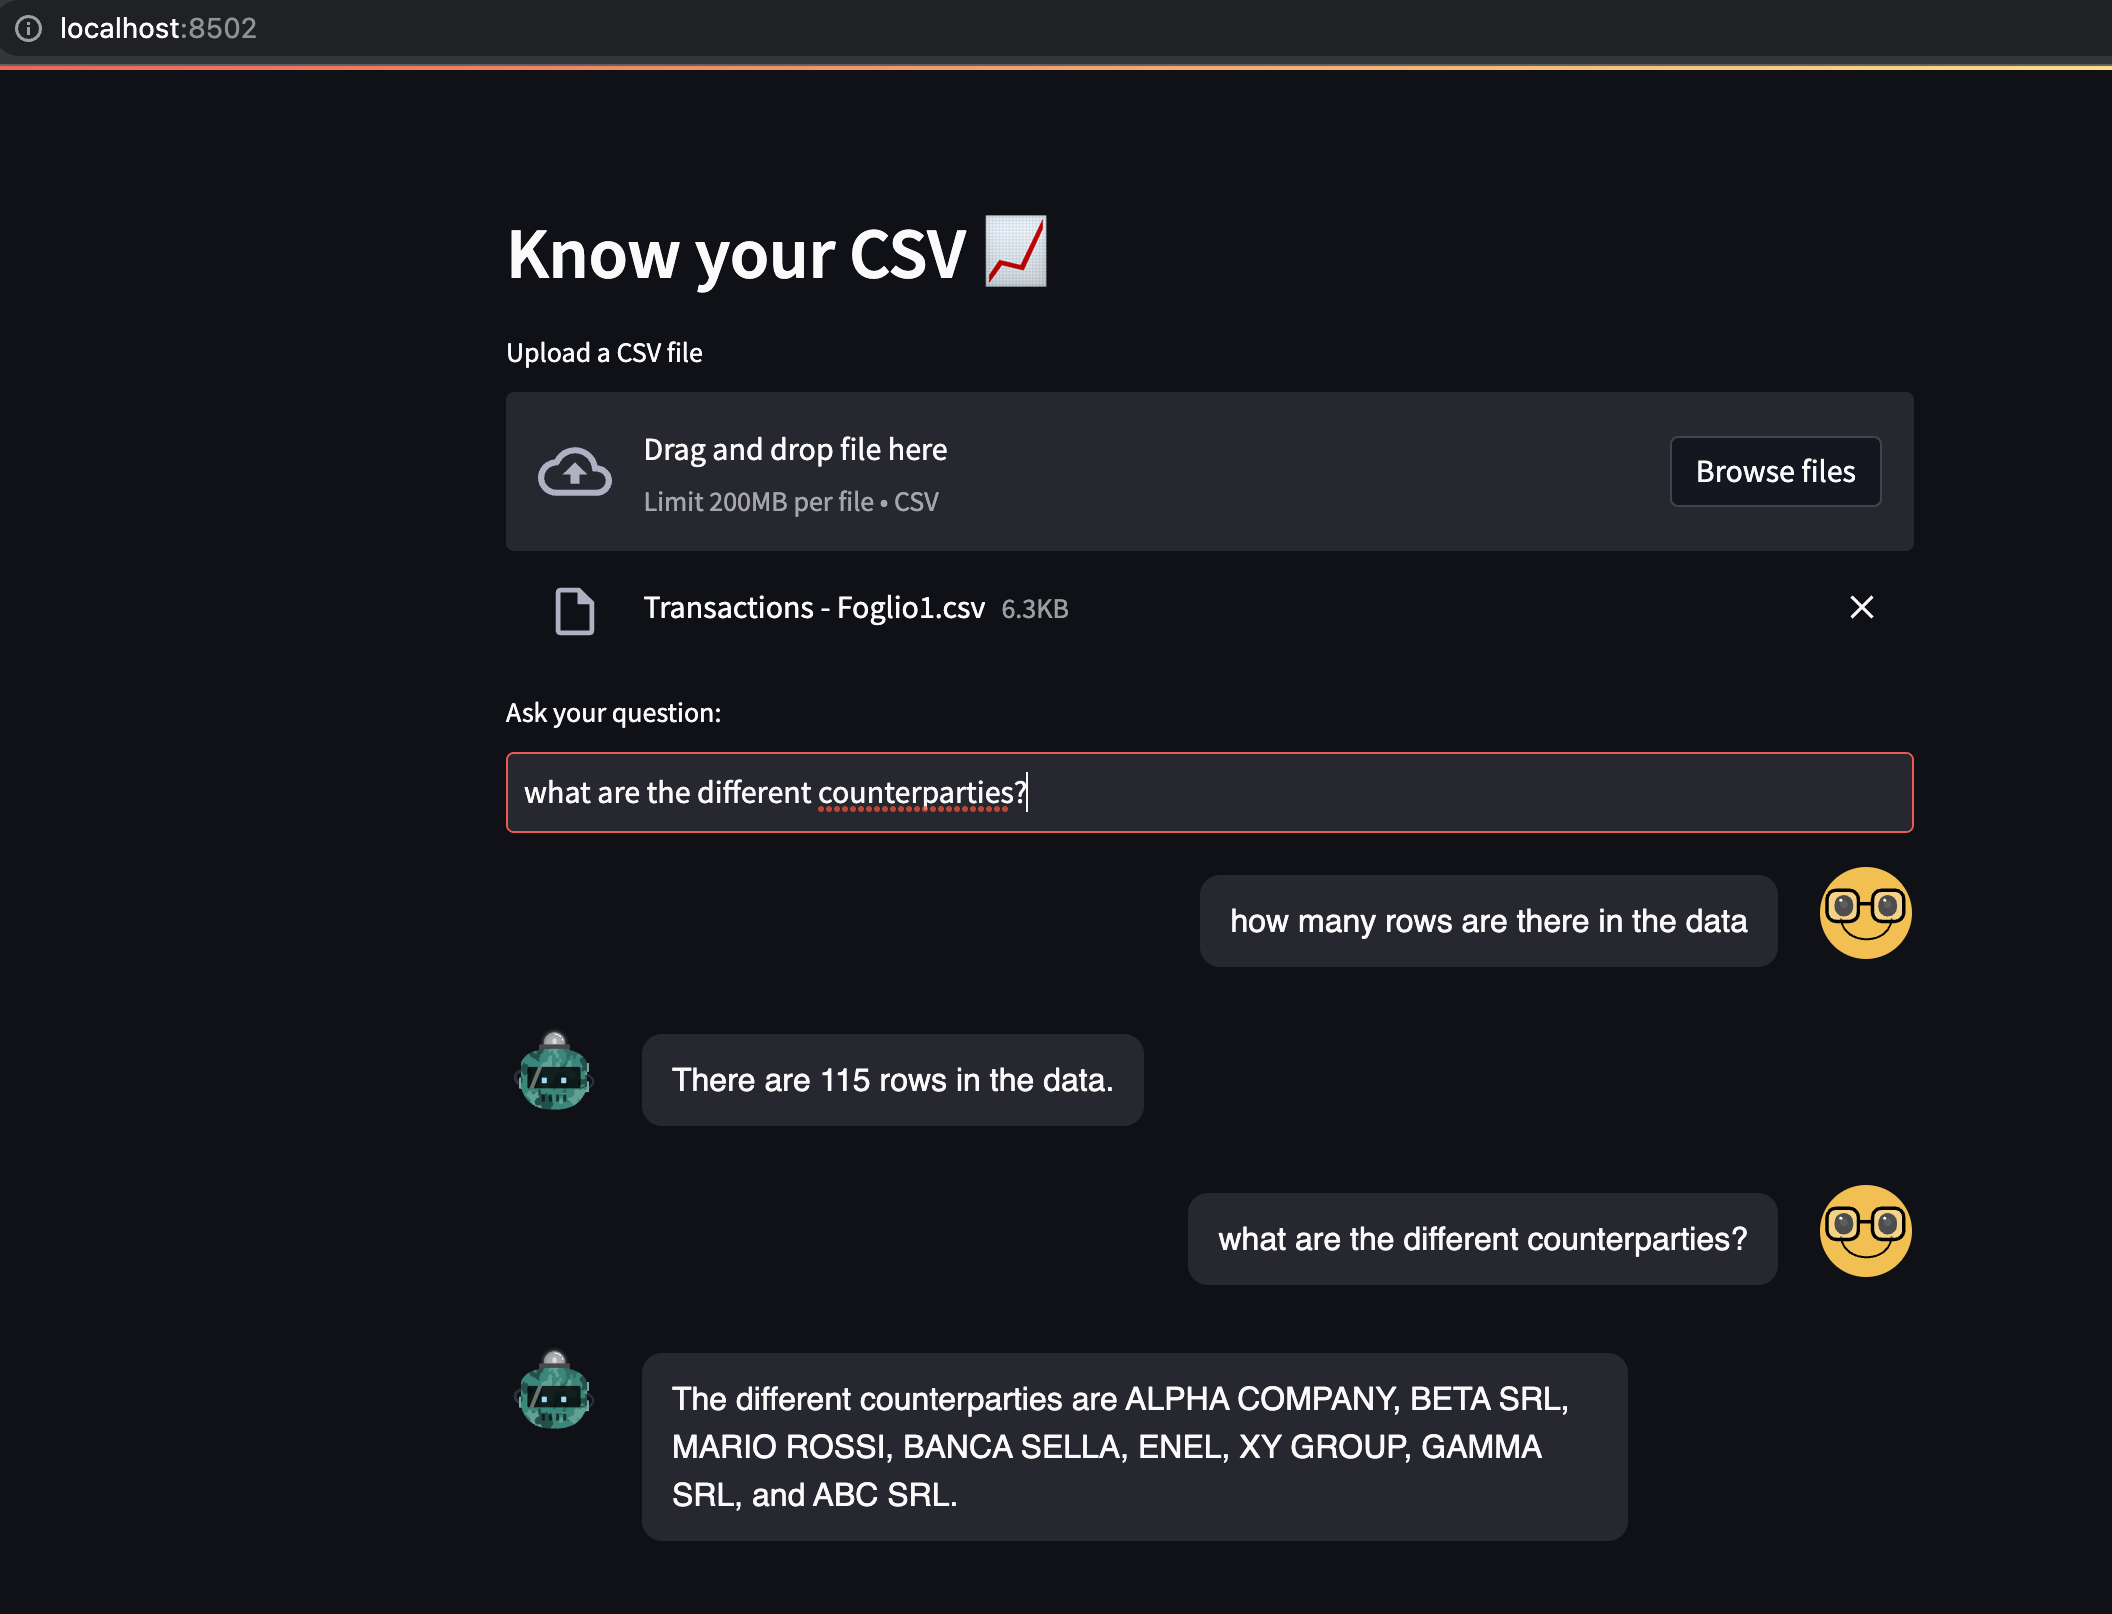 localhost:8502
Know your CSV
Upload a CSV file
Drag and drop file here
Limit 200MB per file • CSV
Browse files
Transactions - Foglio1.csv 6.3KB
Ask your question:
what are the different counterparties?
how many rows are there in the data
There are 115 rows in the data.
what are the different counterparties?
The different counterparties are ALPHA COMPANY, BETA SRL,
MARIO ROSSI, BANCA SELLA, ENEL, XY GROUP, GAMMA
SRL, and ABC SRL.